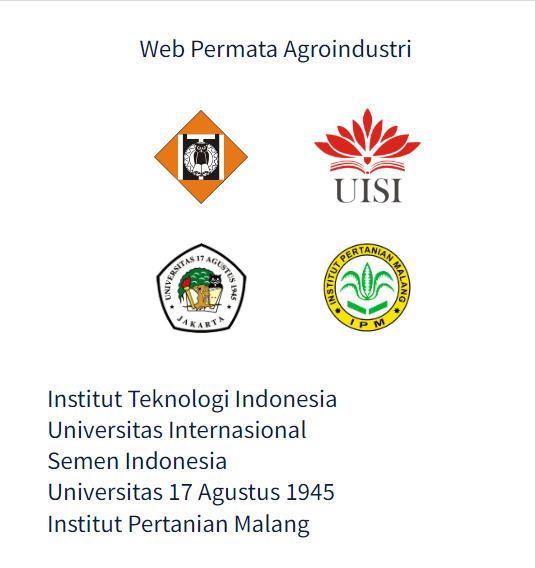 Web Permata Agroindustri
UISI
UNIVERSITAS 17 AGUSTUS 1945
JAKARTA
INSTITUT PERTANIAN MALANG
IPM
Institut Teknologi Indonesia
Universitas Internasional
Semen Indonesia
Universitas 17 Agustus 1945
Institut Pertanian Malang